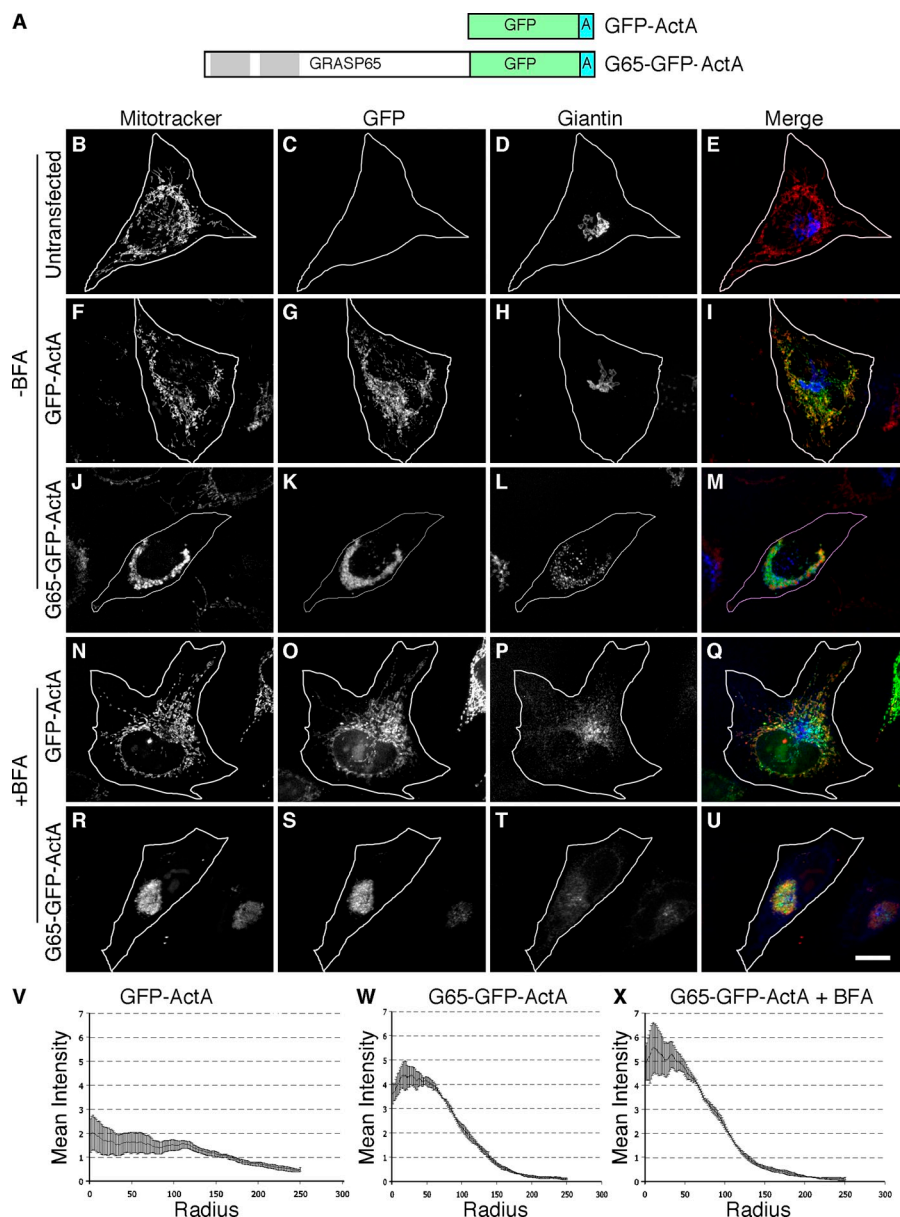 A
GFP A GFP-ActA
GRASP65 GFP A G65-GFP-ActA
Mitotracker GFP Giantin Merge
B C D E
Untransfected
F G H I
-BFA
GFP-ActA
J K L M
G65-GFP-ActA
N O P Q
+BFA
GFP-ActA
R S T U
G65-GFP-ActA
V GFP-ActA
7
6
5
4
3
2
1
0
0 50 100 150 200 250 300
Mean Intensity
Radius
W G65-GFP-ActA
7
6
5
4
3
2
1
0
0 50 100 150 200 250 300
Mean Intensity
Radius
X G65-GFP-ActA + BFA
7
6
5
4
3
2
1
0
0 50 100 150 200 250 300
Mean Intensity
Radius